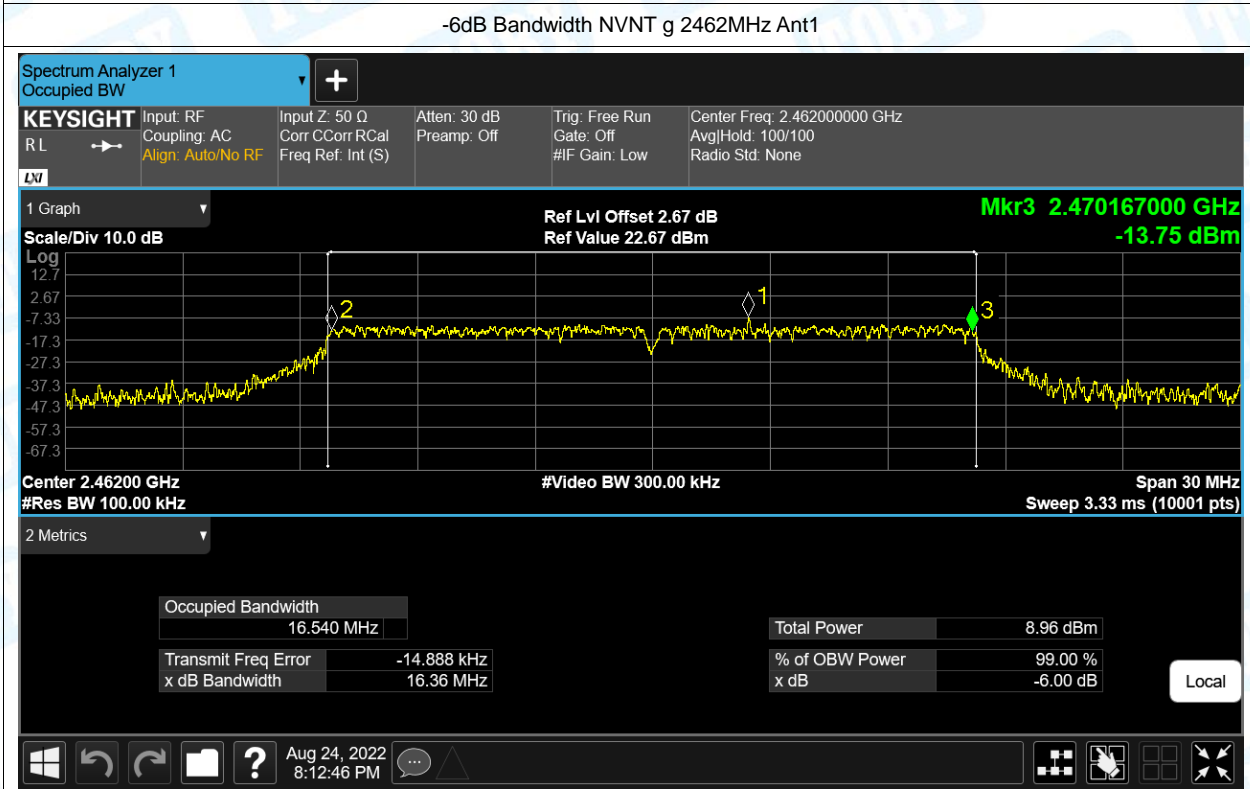 -6dB Bandwidth NVNT g 2462MHz Ant1
Spectrum Analyzer 1
Occupied BW
KEYSIGHT
R L
LXI
Input: RF
Coupling: AC
Align: Auto/No RF
Input Z: 50 Ω
Corr CCorr RCal
Freq Ref: Int (S)
Atten: 30 dB
Preamp: Off
Trig: Free Run
Gate: Off
#IF Gain: Low
Center Freq: 2.462000000 GHz
Avg|Hold: 100/100
Radio Std: None
1 Graph
Scale/Div 10.0 dB
Ref Lvl Offset 2.67 dB
Ref Value 22.67 dBm
Mkr3 2.470167000 GHz
-13.75 dBm
Log
12.7
2.67
-7.33
-17.3
-27.3
-37.3
-47.3
-57.3
-67.3
2
1
3
Center 2.46200 GHz
#Video BW 300.00 kHz
Span 30 MHz
#Res BW 100.00 kHz
Sweep 3.33 ms (10001 pts)
2 Metrics
Occupied Bandwidth
16.540 MHz
Transmit Freq Error -14.888 kHz
x dB Bandwidth 16.36 MHz
Total Power 8.96 dBm
% of OBW Power 99.00 %
x dB -6.00 dB
Local
?
Aug 24, 2022
8:12:46 PM